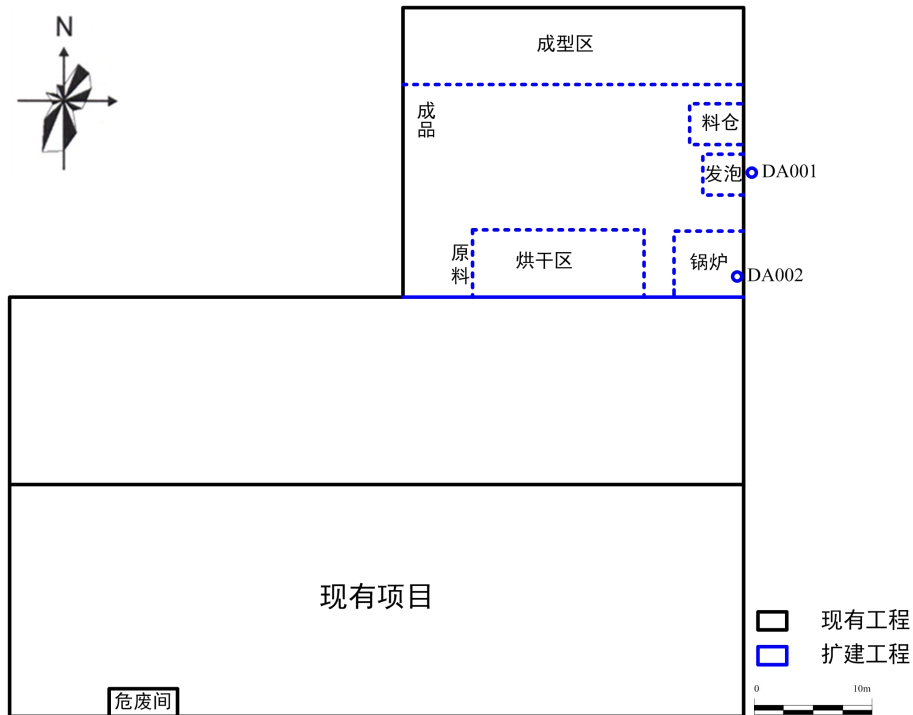 N
成型区
成品
料仓
发泡
DA001
原料
烘干区
锅炉
DA002
现有项目
现有工程
扩建工程
危废间
0
10m